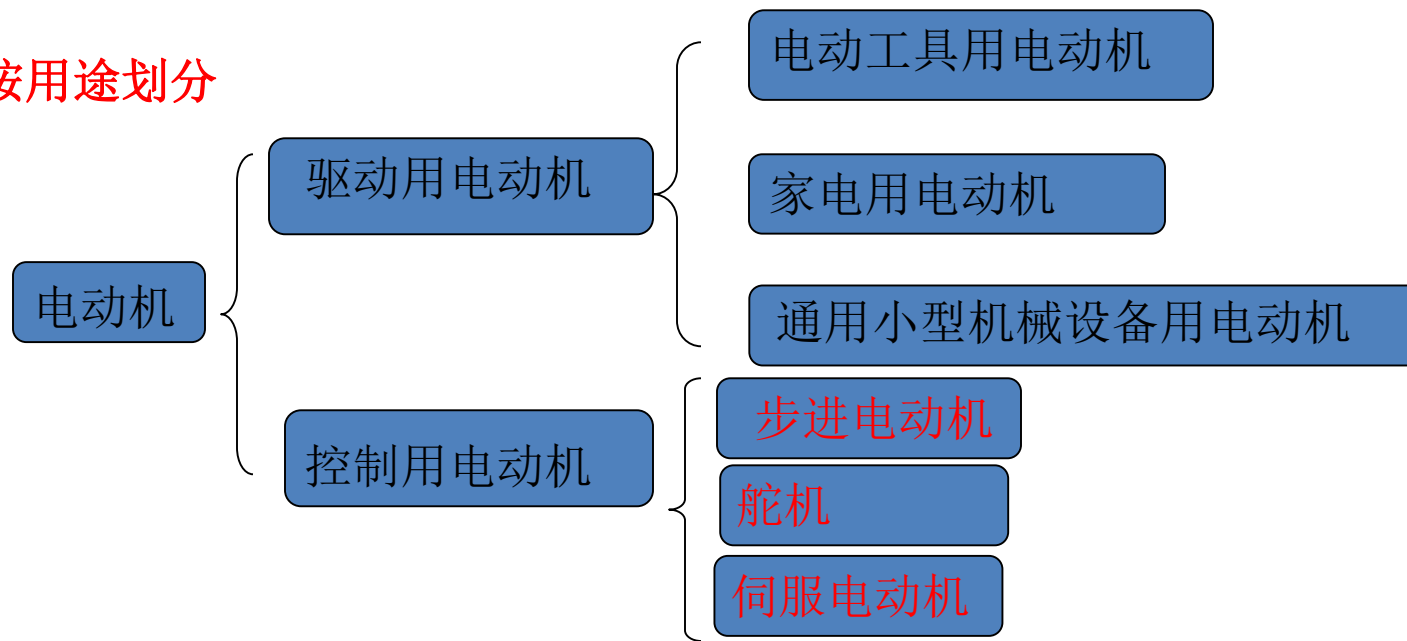 按用途划分
电动机
驱动用电动机
电动工具用电动机
家电用电动机
通用小型机械设备用电动机
控制用电动机
步进电动机
舵机
伺服电动机